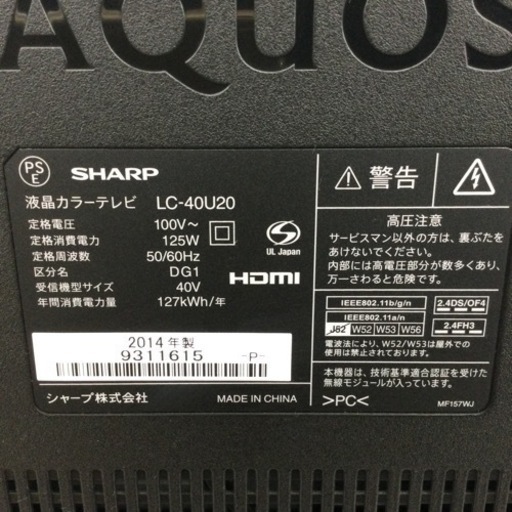 AQUOS
PS
E
SHARP
液晶カラーテレビ LC-40U20
定格電圧 100V～
定格消費電力 125W
定格周波数 50/60Hz
区分名 DG1
受信機型サイズ 40V
年間消費電力量 127kWh/年
S
UL Japan
HDMI
2014年製
9311615 -P-
シャープ株式会社 MADE IN CHINA
警告
高圧注意
サービスマン以外の方は、裏ぶたを
あけないでください。
内部には高電圧部分が数多くあり、
万一さわると危険です。
IEEE802.11b/g/n 2.4DS/OF4
IEEE802.11a/n
J52 W52 W53 W56 2.4FH3
電波法により、W52/W53は屋外での
使用が禁じられています。
本機器は、技術基準適合認証を受けた
無線モジュールが入っています。
>PC< MF157WJ